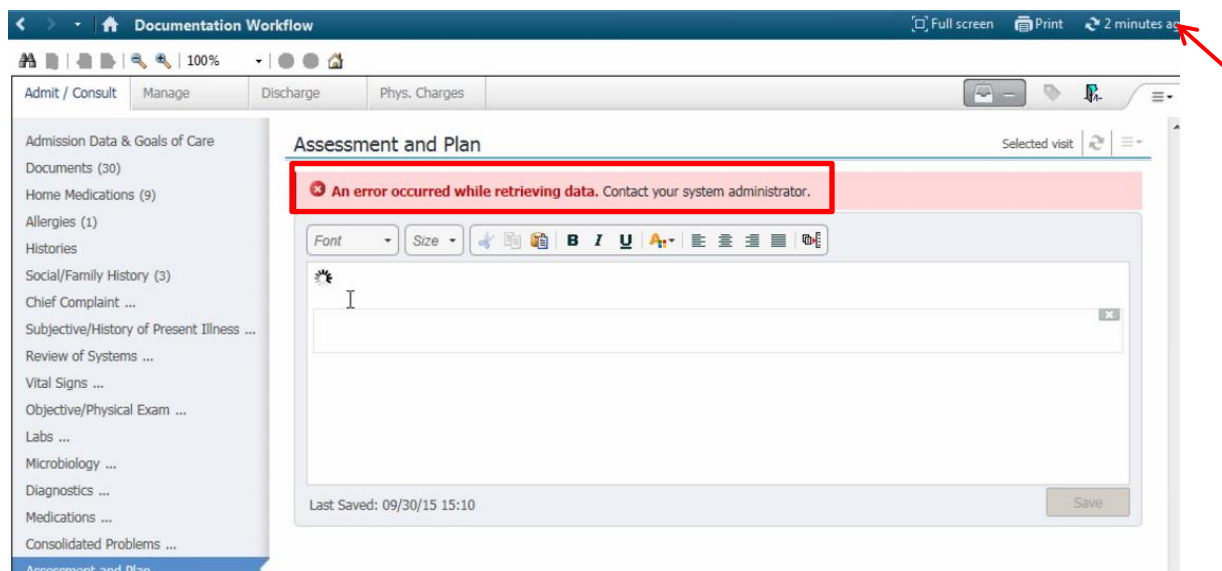 Documentation Workflow
Full screen Print 2 minutes ag
100%
Admit / Consult Manage Discharge Phys. Charges
Admission Data & Goals of Care
Documents (30)
Home Medications (9)
Allergies (1)
Histories
Social/Family History (3)
Chief Complaint ...
Subjective/History of Present Illness ...
Review of Systems ...
Vital Signs ...
Objective/Physical Exam ...
Labs ...
Microbiology ...
Diagnostics ...
Medications ...
Consolidated Problems ...
Assessment and Plan
Assessment and Plan
Selected visit
An error occurred while retrieving data. Contact your system administrator.
Font Size B I U A
Last Saved: 09/30/15 15:10
Save